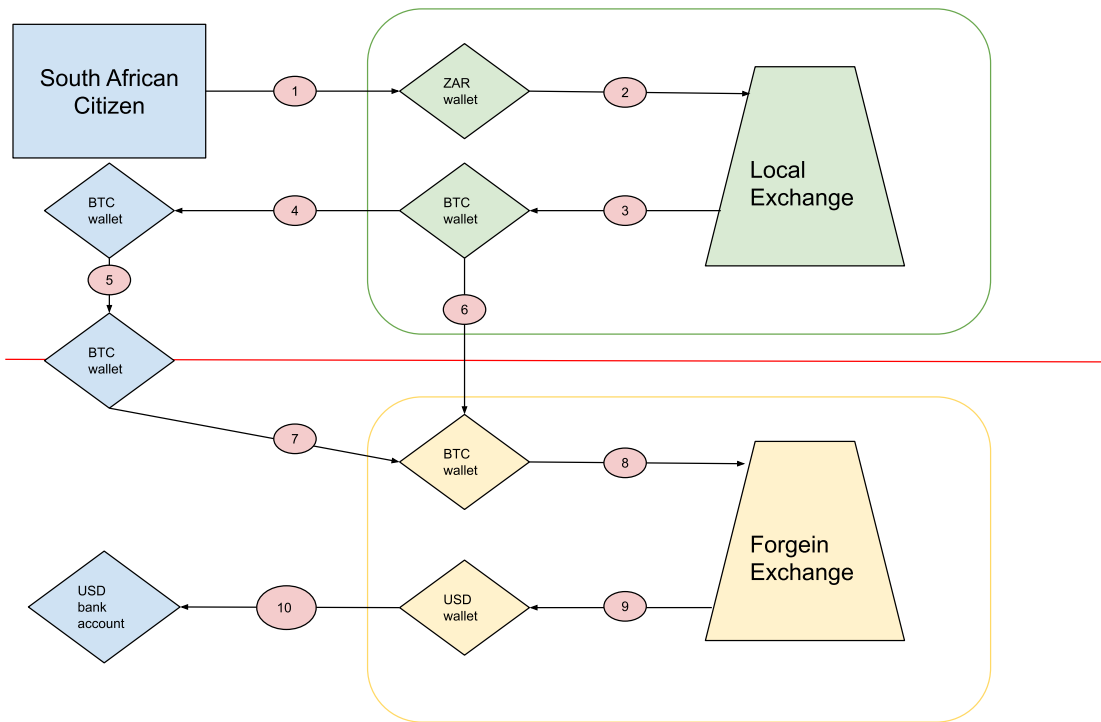 South African
Citizen
1
ZAR
wallet
2
Local
Exchange
BTC
wallet
4
BTC
wallet
3
5
6
BTC
wallet
7
BTC
wallet
8
Forgein
Exchange
USD
bank
account
10
USD
wallet
9